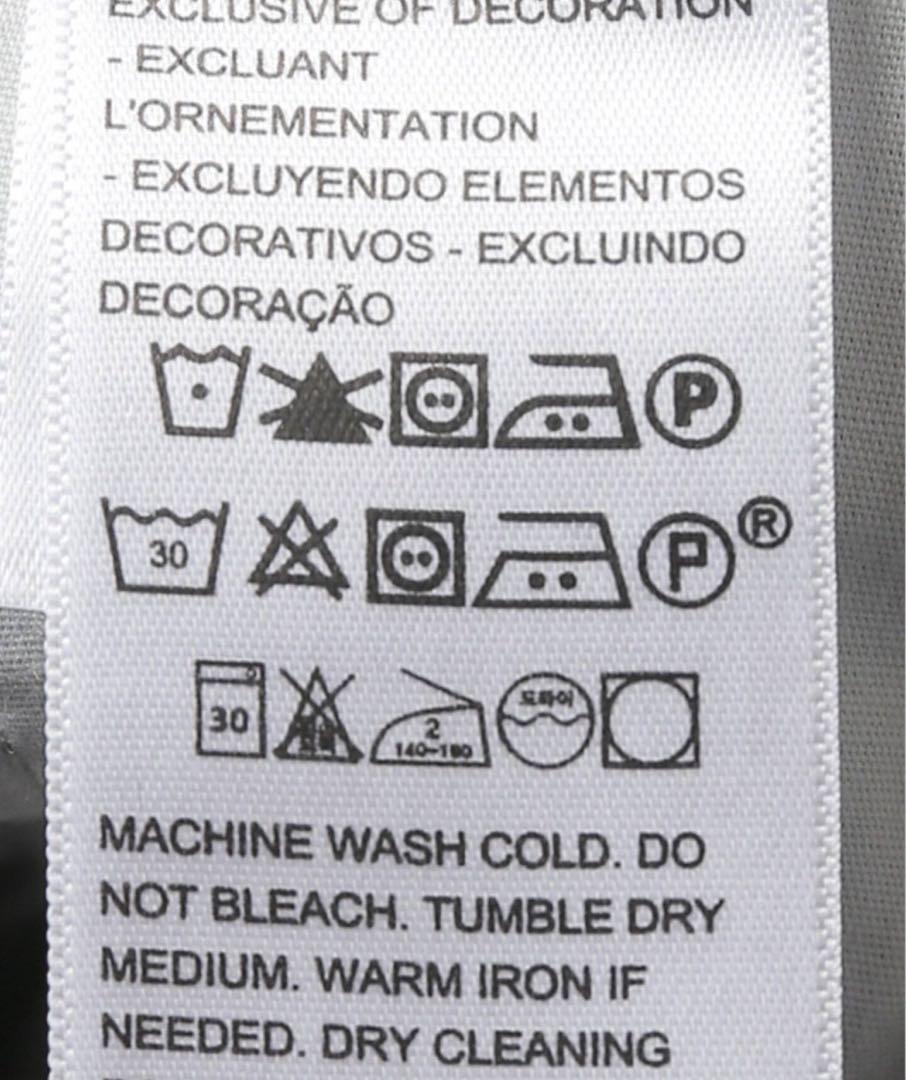 EXCLUSIVE OF DECORATION
- EXCLUANT
L'ORNEMENTATION
- EXCLUYENDO ELEMENTOS
DECORATIVOS - EXCLUINDO
DECORAÇÃO
P
30 P ®
30 2 140~180 드라이
MACHINE WASH COLD. DO
NOT BLEACH. TUMBLE DRY
MEDIUM. WARM IRON IF
NEEDED. DRY CLEANING